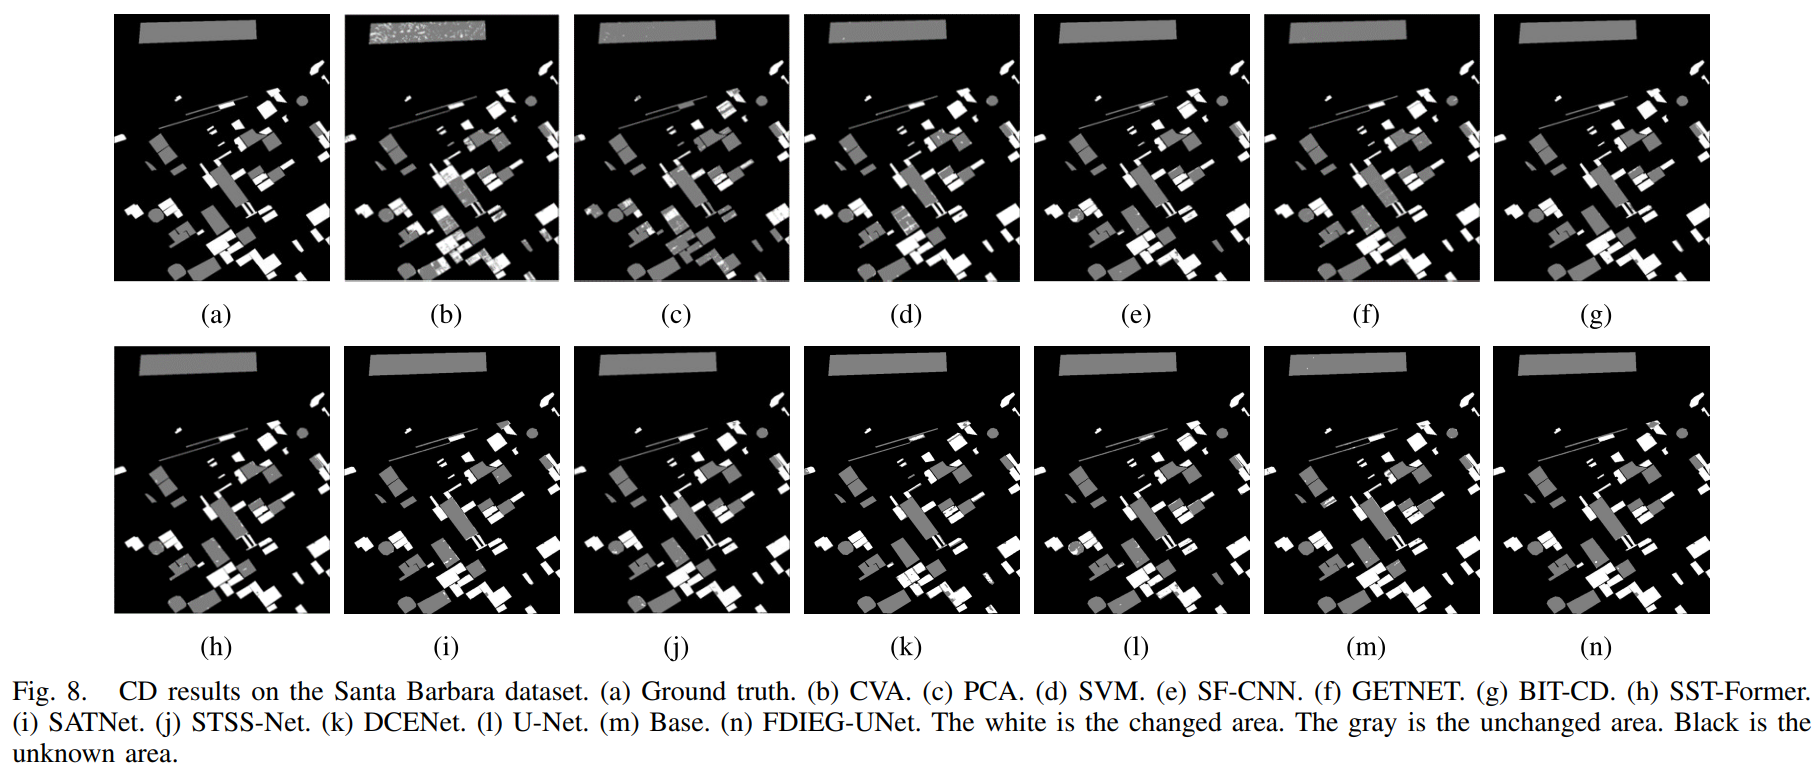 (a) (b) (c) (d) (e) (f) (g)
(h) (i) (j) (k) (l) (m) (n)
Fig. 8. CD results on the Santa Barbara dataset. (a) Ground truth. (b) CVA. (c) PCA. (d) SVM. (e) SF-CNN. (f) GETNET. (g) BIT-CD. (h) SST-Former.
(i) SATNet. (j) STSS-Net. (k) DCENet. (l) U-Net. (m) Base. (n) FDIEG-UNet. The white is the changed area. The gray is the unchanged area. Black is the
unknown area.